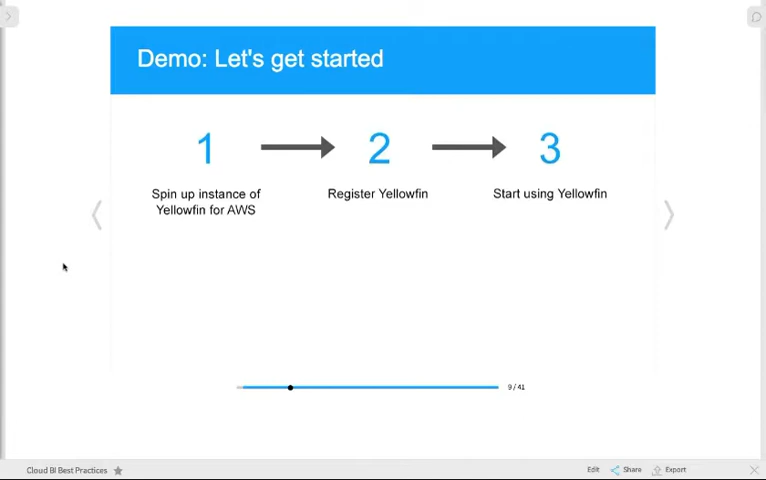 Demo: Let's get started
1
2
3
Spin up instance of
Yellowfin for AWS
Register Yellowfin
Start using Yellowfin
9 / 41
Cloud BI Best Practices
Edit
Share
Export